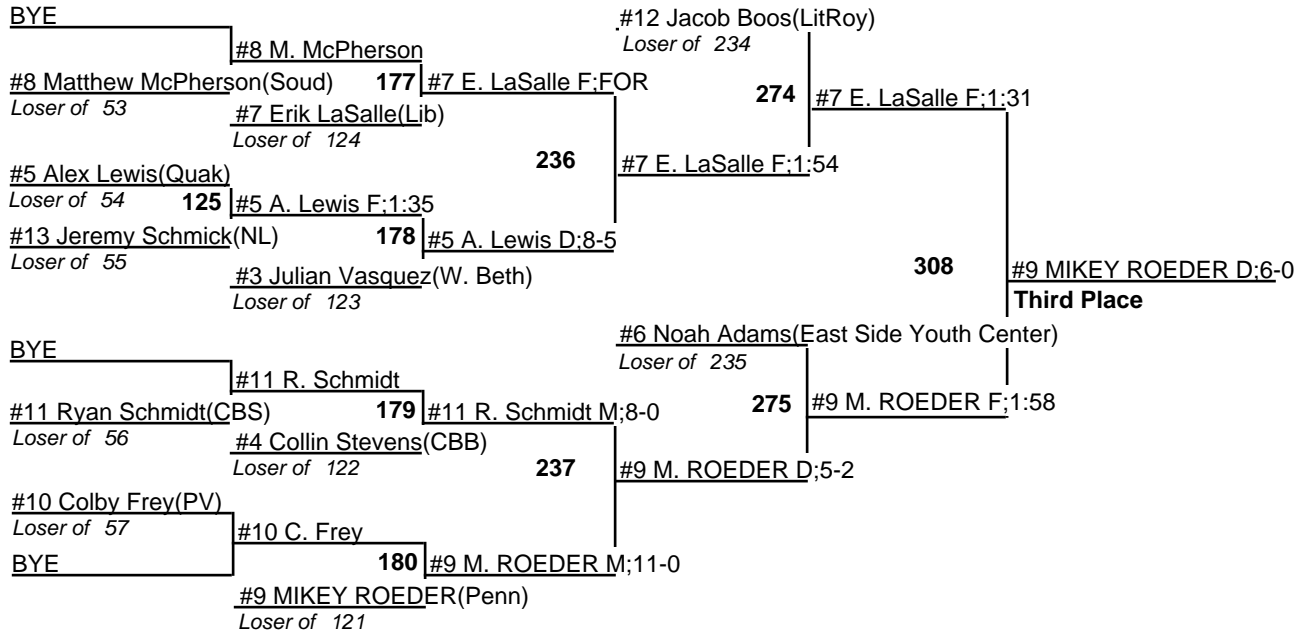 BYE
#12 Jacob Boos(LitRoy)
Loser of 234
#8 M. McPherson
#8 Matthew McPherson(Soud)
Loser of 53
177
#7 E. LaSalle F;FOR
274
#7 E. LaSalle F;1:31
#7 Erik LaSalle(Lib)
Loser of 124
236
#7 E. LaSalle F;1:54
#5 Alex Lewis(Quak)
Loser of 54
125
#5 A. Lewis F;1:35
#13 Jeremy Schmick(NL)
Loser of 55
178
#5 A. Lewis D;8-5
#3 Julian Vasquez(W. Beth)
Loser of 123
308
#9 MIKEY ROEDER D;6-0
Third Place
#6 Noah Adams(East Side Youth Center)
Loser of 235
BYE
#11 R. Schmidt
#11 Ryan Schmidt(CBS)
Loser of 56
179
#11 R. Schmidt M;8-0
275
#9 M. ROEDER F;1:58
#4 Collin Stevens(CBB)
Loser of 122
237
#9 M. ROEDER D;5-2
#10 Colby Frey(PV)
Loser of 57
#10 C. Frey
BYE
180
#9 M. ROEDER M;11-0
#9 MIKEY ROEDER(Penn)
Loser of 121